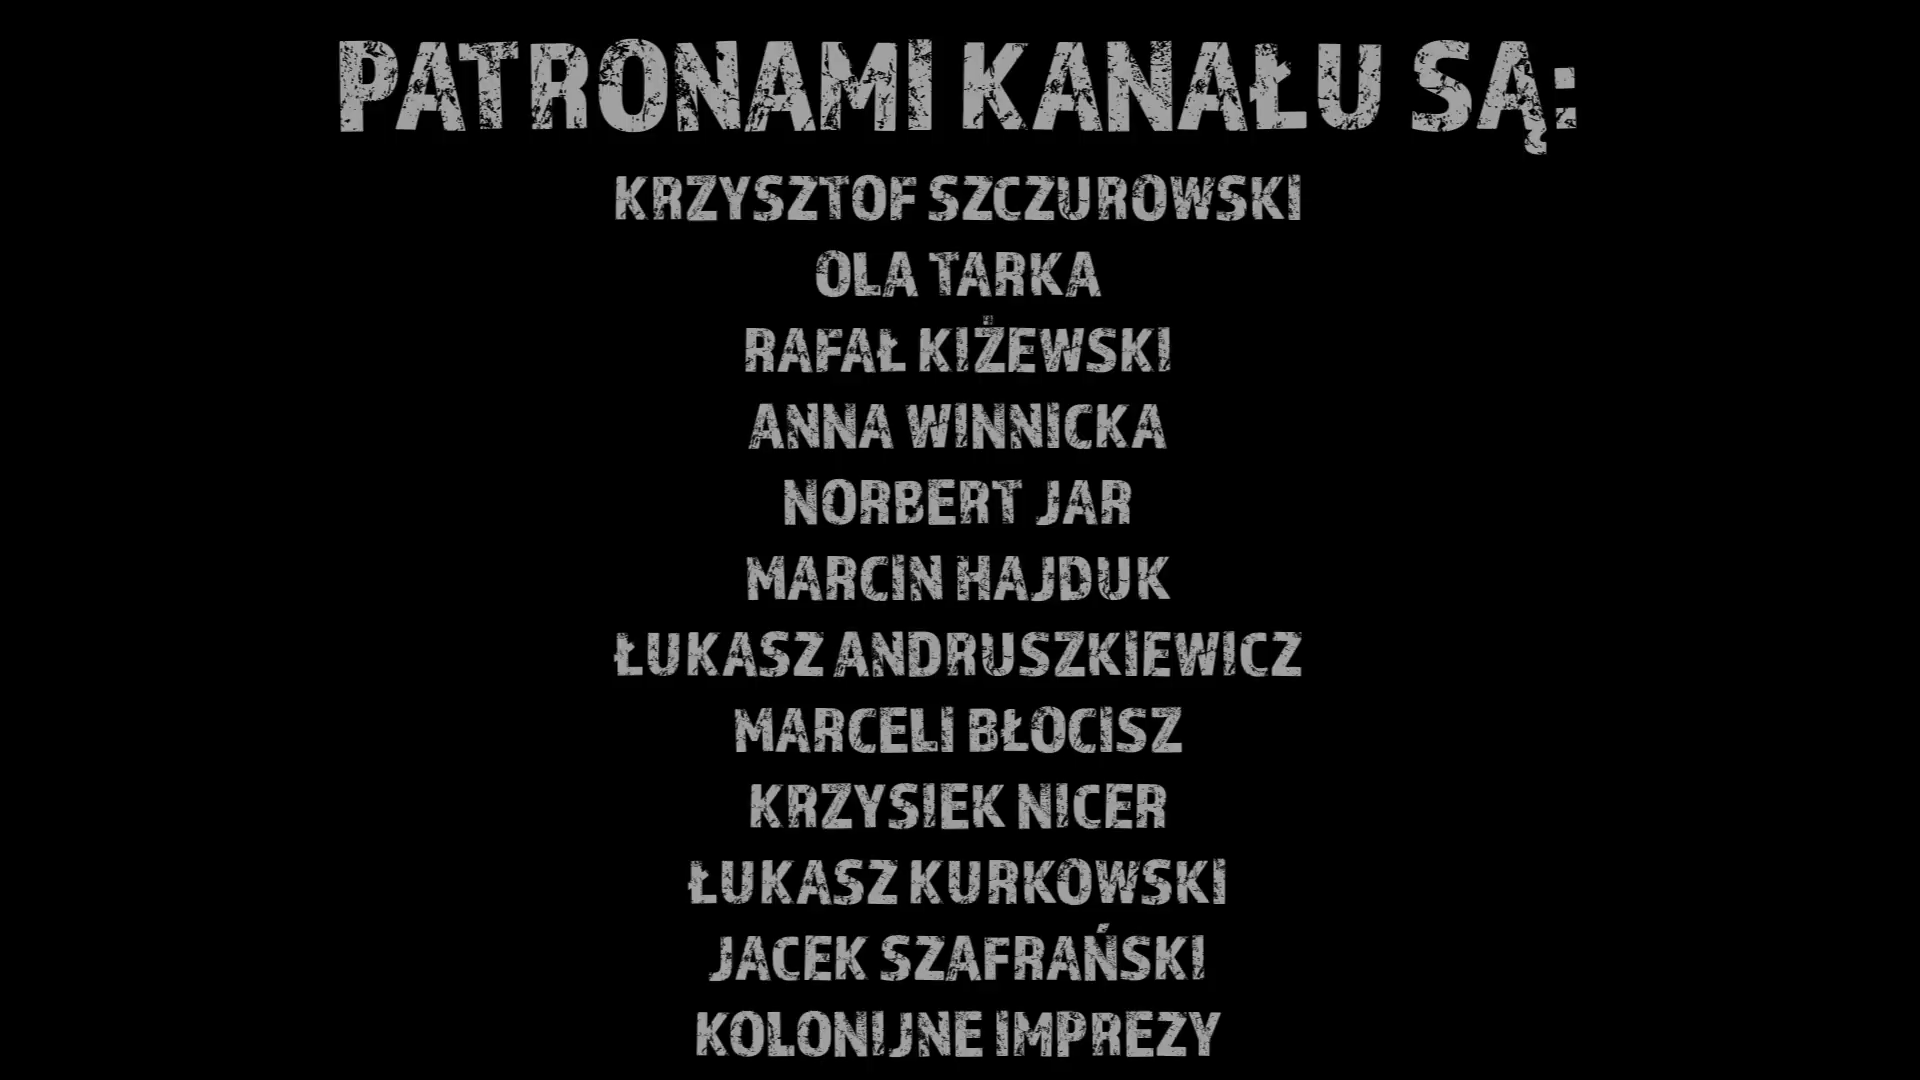 PATRONAMI KANAŁU SĄ:
KRZYSZTOF SZCZUROWSKI
OLA TARKA
RAFAŁ KIŻEWSKI
ANNA WINNICKA
NORBERT JAR
MARCIN HAJDUK
ŁUKASZ ANDRUSZKIEWICZ
MARCELI BŁOCISZ
KRZYSIEK NICER
ŁUKASZ KURKOWSKI
JACEK SZAFRAŃSKI
KOLONIJNE IMPREZY